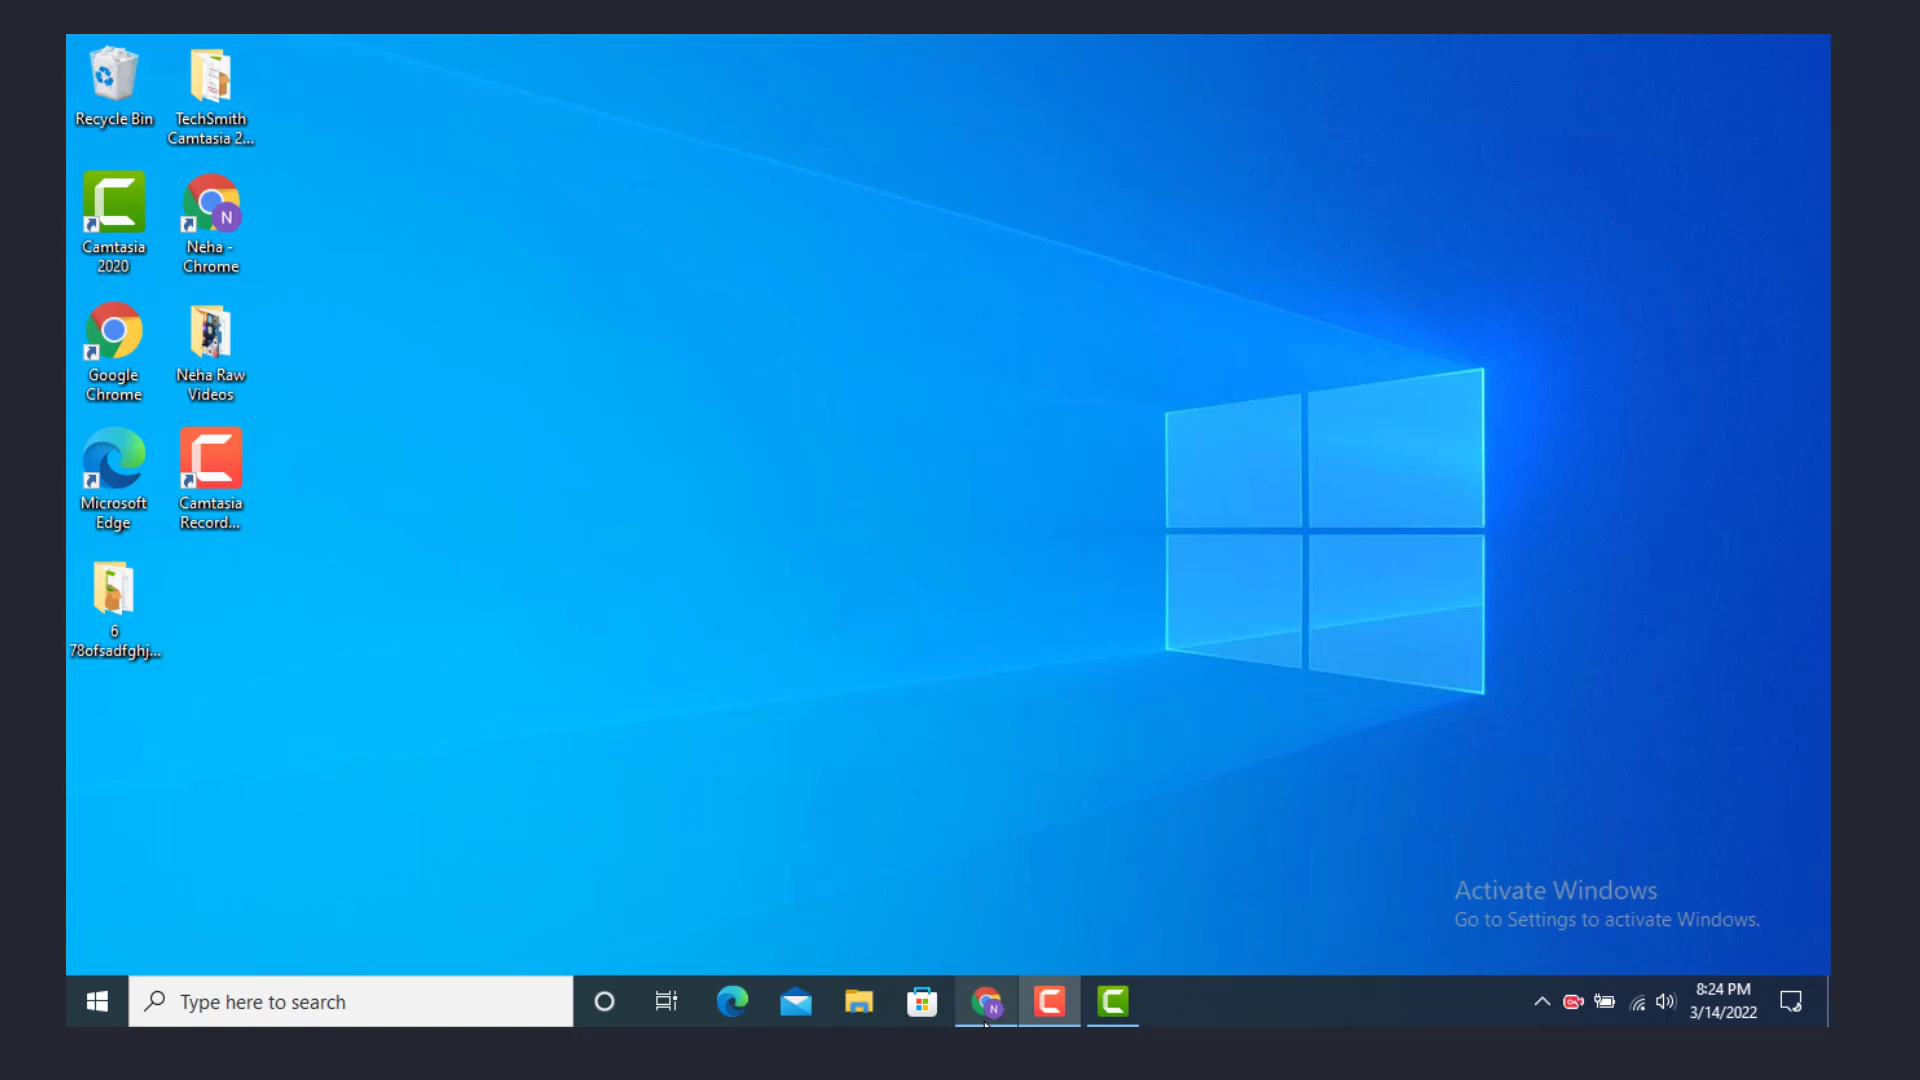 Recycle Bin
TechSmith
Camtasia 2...
Camtasia
2020
N
Neha -
Chrome
Google
Chrome
Neha Raw
Videos
Microsoft
Edge
Camtasia
Record...
6
78ofsadfghj...
Activate Windows
Go to Settings to activate Windows.
Type here to search
N
8:24 PM
3/14/2022